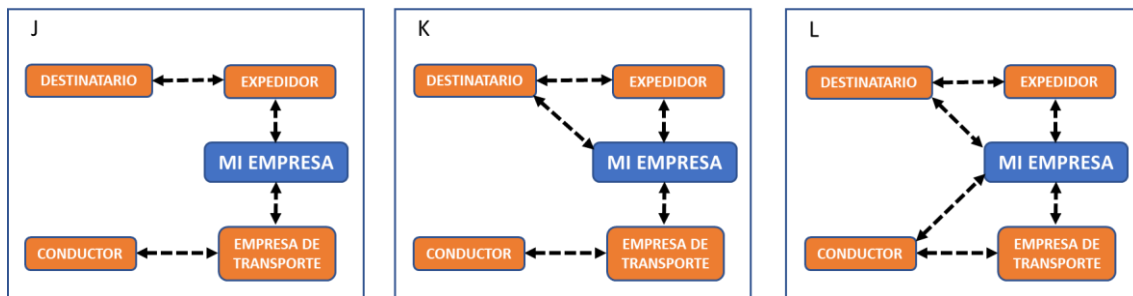 J
DESTINATARIO
EXPEDIDOR
MI EMPRESA
CONDUCTOR
EMPRESA DE
TRANSPORTE
K
DESTINATARIO
EXPEDIDOR
MI EMPRESA
CONDUCTOR
EMPRESA DE
TRANSPORTE
L
DESTINATARIO
EXPEDIDOR
MI EMPRESA
CONDUCTOR
EMPRESA DE
TRANSPORTE